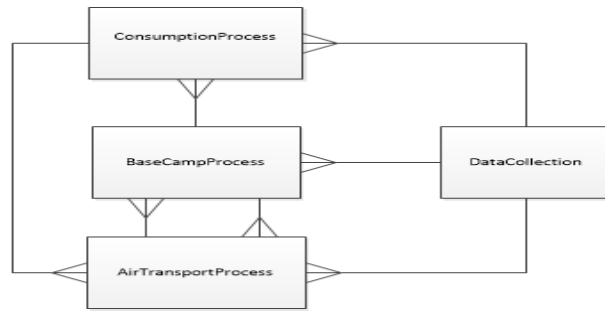 ConsumptionProcess
BaseCampProcess
DataCollection
AirTransportProcess